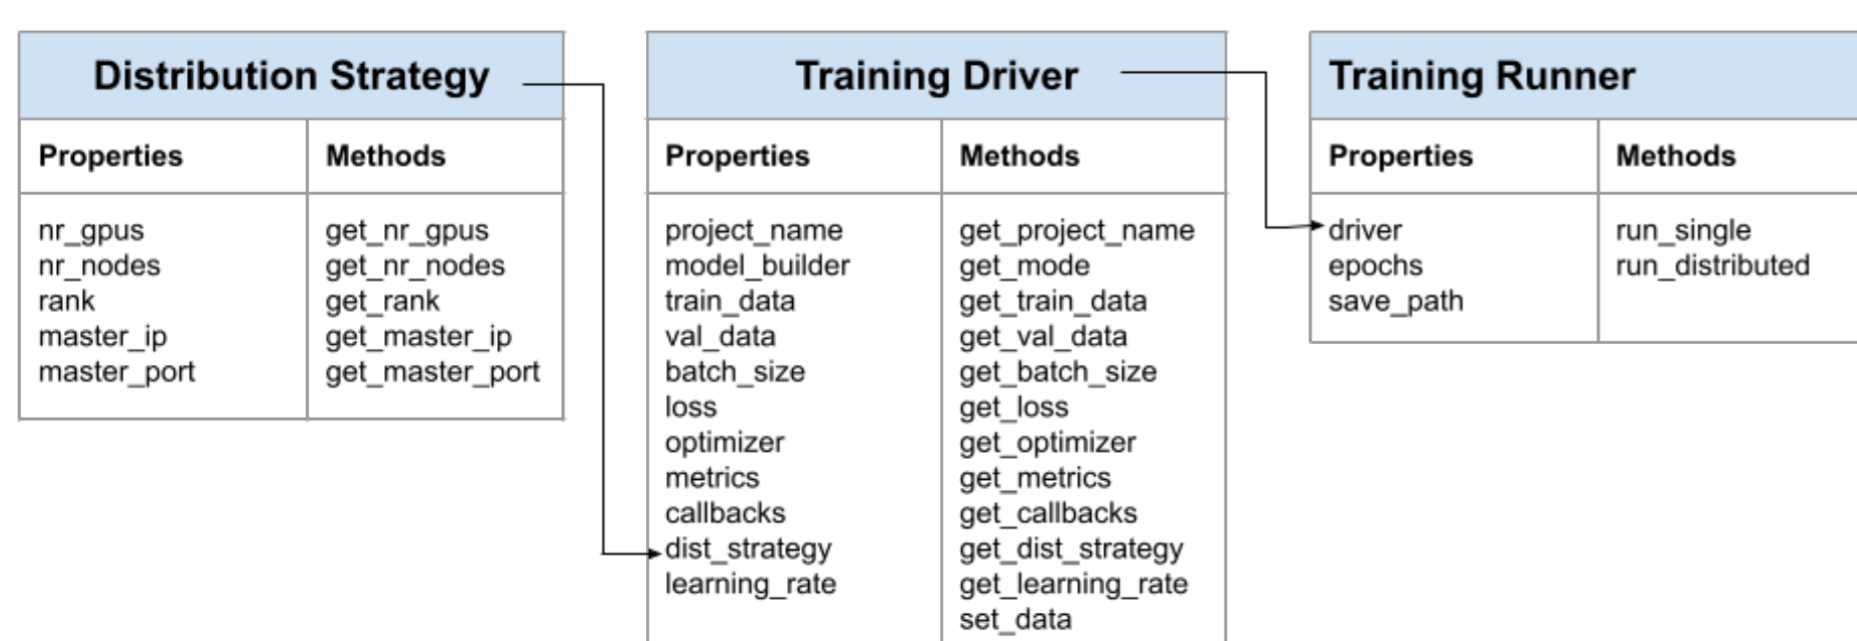 Distribution Strategy
Properties
Methods
nr_gpus
nr_nodes
rank
master_ip
master_port
get_nr_gpus
get_nr_nodes
get_rank
get_master_ip
get_master_port
Training Driver
Properties
Methods
project_name
model_builder
train_data
val_data
batch_size
loss
optimizer
metrics
callbacks
dist_strategy
learning_rate
get_project_name
get_mode
get_train_data
get_val_data
get_batch_size
get_loss
get_optimizer
get_metrics
get_callbacks
get_dist_strategy
get_learning_rate
set_data
Training Runner
Properties
Methods
driver
epochs
save_path
run_single
run_distributed